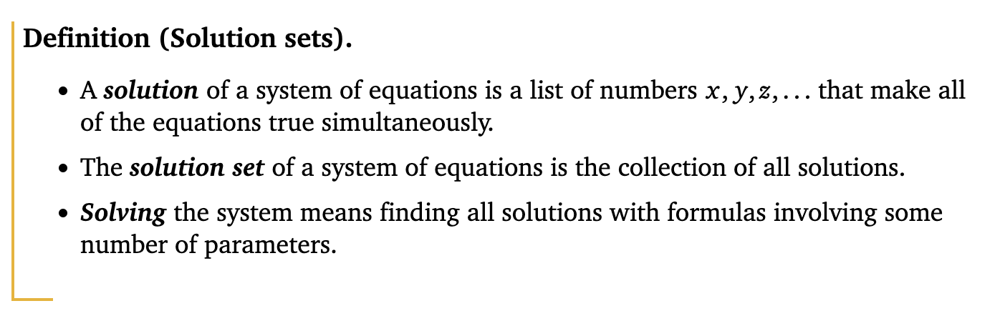 Definition (Solution sets).
• A solution of a system of equations is a list of numbers x, y, z, . . . that make all
of the equations true simultaneously.
• The solution set of a system of equations is the collection of all solutions.
• Solving the system means finding all solutions with formulas involving some
number of parameters.